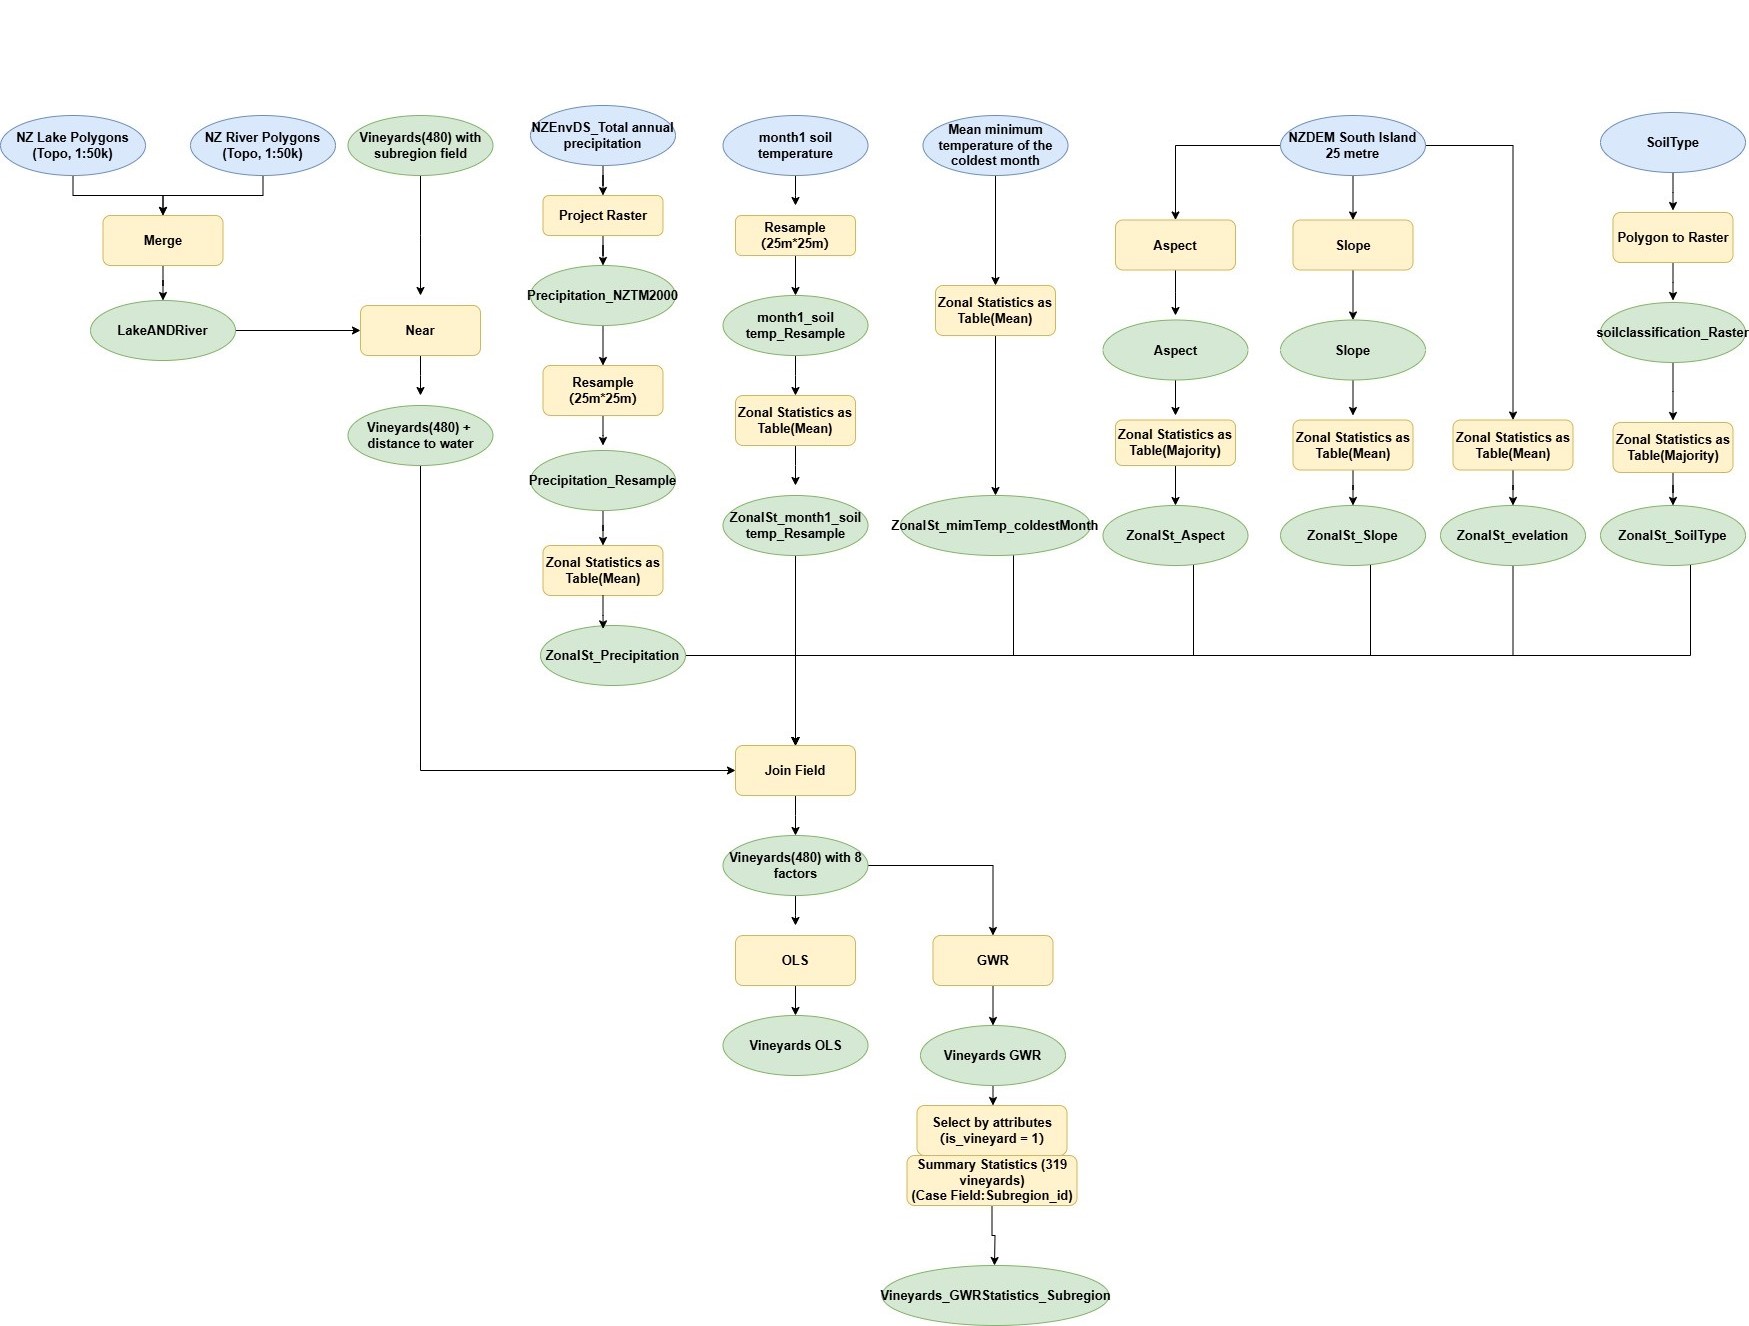 NZ Lake Polygons
(Topo, 1:50k)
NZ River Polygons
(Topo, 1:50k)
Vineyards(480) with
subregion field
NZEnvDS_Total annual
precipitation
month1 soil
temperature
Mean minimum
temperature of the
coldest month
NZDEM South Island
25 metre
SoilType
Merge
Project Raster
Resample
(25m*25m)
Aspect
Slope
Polygon to Raster
LakeANDRiver
Near
Precipitation_NZTM2000
month1_soil
temp_Resample
Zonal Statistics as
Table(Mean)
Aspect
Slope
soilclassification_Raster
Vineyards(480) +
distance to water
Resample
(25m*25m)
Zonal Statistics as
Table(Mean)
Zonal Statistics as
Table(Majority)
Zonal Statistics as
Table(Mean)
Zonal Statistics as
Table(Mean)
Zonal Statistics as
Table(Majority)
Precipitation_Resample
ZonalSt_month1_soil
temp_Resample
ZonalSt_mimTemp_coldestMonth
ZonalSt_Aspect
ZonalSt_Slope
ZonalSt_evelation
ZonalSt_SoilType
Zonal Statistics as
Table(Mean)
ZonalSt_Precipitation
Join Field
Vineyards(480) with 8
factors
OLS
GWR
Vineyards OLS
Vineyards GWR
Select by attributes
(is_vineyard = 1)
Summary Statistics (319
vineyards)
(Case Field:Subregion_id)
Vineyards_GWRStatistics_Subregion